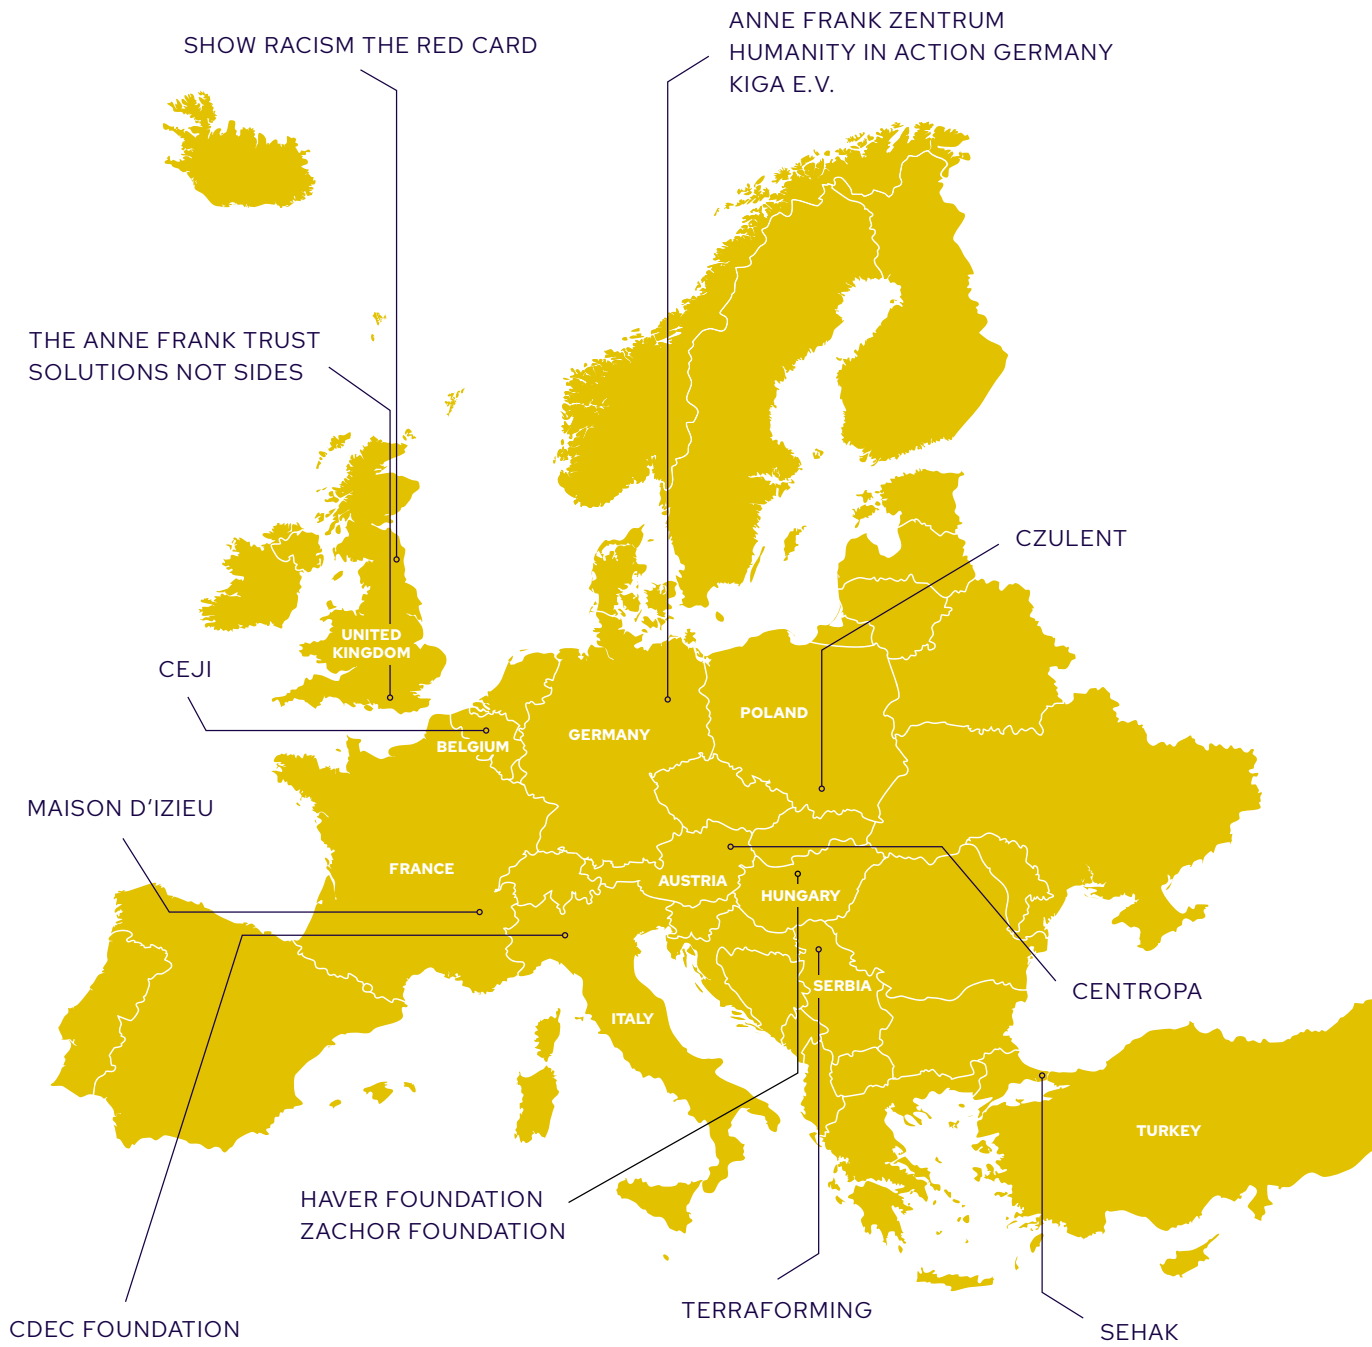 ANNE FRANK ZENTRUM
HUMANITY IN ACTION GERMANY
KIGA E.V.
SHOW RACISM THE RED CARD
THE ANNE FRANK TRUST
SOLUTIONS NOT SIDES
CZULENT
UNITED
KINGDOM
CEJI
POLAND
GERMANY
BELGIUM
MAISON D'IZIEU
FRANCE
AUSTRIA
HUNGARY
SERBIA
CENTROPA
ITALY
TURKEY
HAVER FOUNDATION
ZACHOR FOUNDATION
TERRAFORMING
CDEC FOUNDATION
SEHAK